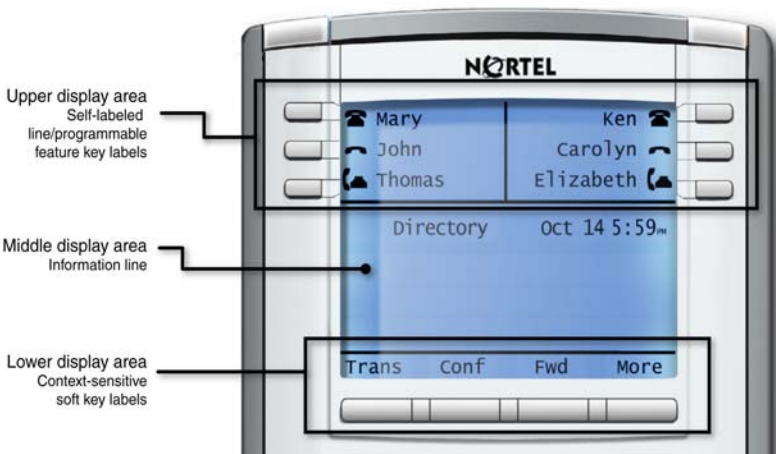 NORTEL
Upper display area
Self-labeled
line/programmable
feature key labels
Mary Ken
John Carolyn
Thomas Elizabeth
Directory Oct 14 5:59PM
Middle display area
Information line
Lower display area
Context-sensitive
soft key labels
Trans Conf Fwd More